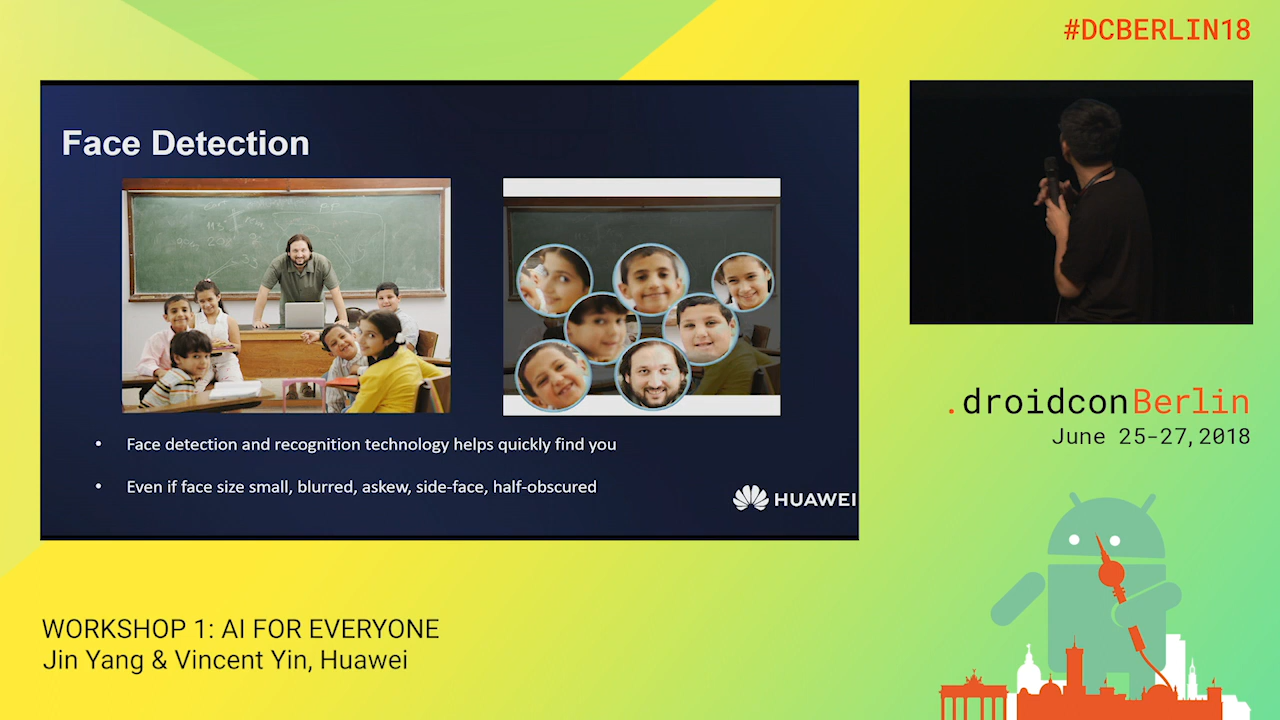 #DCBERLIN18
Face Detection
• Face detection and recognition technology helps quickly find you
• Even if face size small, blurred, askew, side-face, half-obscured
HUAWEI
.droidconBerlin
June 25-27, 2018
WORKSHOP 1: AI FOR EVERYONE
Jin Yang & Vincent Yin, Huawei